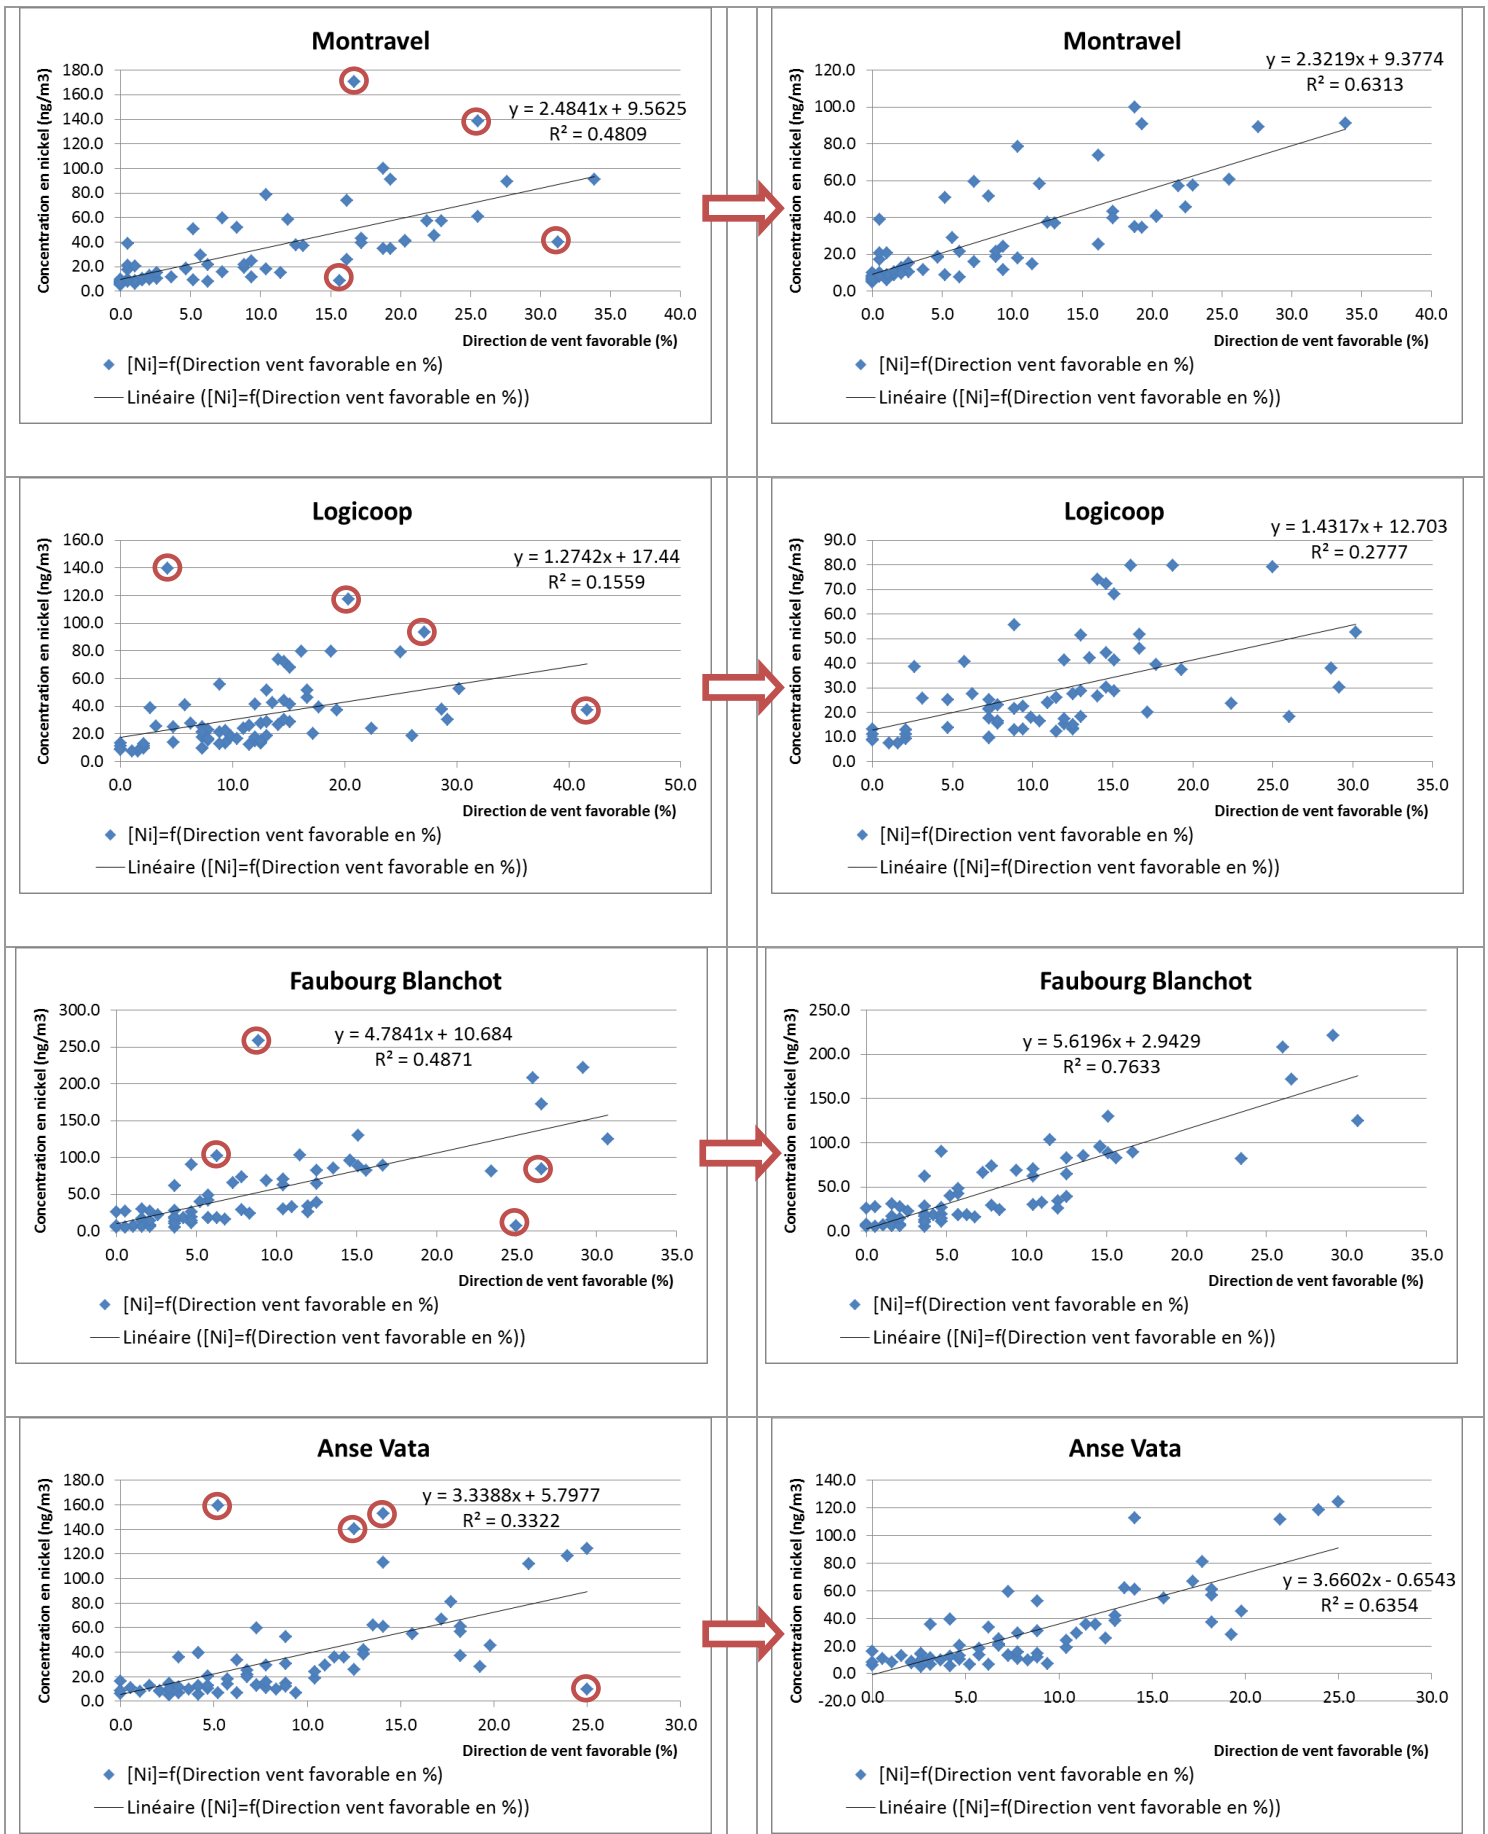 Montravel
Concentration en nickel (ng/m3)
180.0
160.0
140.0
120.0
100.0
80.0
60.0
40.0
20.0
0.0
y = 2.4841x + 9.5625
R² = 0.4809
0.0 5.0 10.0 15.0 20.0 25.0 30.0 35.0 40.0
Direction de vent favorable (%)
[Ni]=f(Direction vent favorable en %)
Linéaire ([Ni]=f(Direction vent favorable en %))
Montravel
Concentration en nickel (ng/m3)
120.0
100.0
80.0
60.0
40.0
20.0
0.0
y = 2.3219x + 9.3774
R² = 0.6313
0.0 5.0 10.0 15.0 20.0 25.0 30.0 35.0 40.0
Direction de vent favorable (%)
[Ni]=f(Direction vent favorable en %)
Linéaire ([Ni]=f(Direction vent favorable en %))
Logicoop
Concentration en nickel (ng/m3)
160.0
140.0
120.0
100.0
80.0
60.0
40.0
20.0
0.0
y = 1.2742x + 17.44
R² = 0.1559
0.0 10.0 20.0 30.0 40.0 50.0
Direction de vent favorable (%)
[Ni]=f(Direction vent favorable en %)
Linéaire ([Ni]=f(Direction vent favorable en %))
Logicoop
Concentration en nickel (ng/m3)
90.0
80.0
70.0
60.0
50.0
40.0
30.0
20.0
10.0
0.0
y = 1.4317x + 12.703
R² = 0.2777
0.0 5.0 10.0 15.0 20.0 25.0 30.0 35.0
Direction de vent favorable (%)
[Ni]=f(Direction vent favorable en %)
Linéaire ([Ni]=f(Direction vent favorable en %))
Faubourg Blanchot
Concentration en nickel (ng/m3)
300.0
250.0
200.0
150.0
100.0
50.0
0.0
y = 4.7841x + 10.684
R² = 0.4871
0.0 5.0 10.0 15.0 20.0 25.0 30.0 35.0
Direction de vent favorable (%)
[Ni]=f(Direction vent favorable en %)
Linéaire ([Ni]=f(Direction vent favorable en %))
Faubourg Blanchot
Concentration en nickel (ng/m3)
250.0
200.0
150.0
100.0
50.0
0.0
y = 5.6196x + 2.9429
R² = 0.7633
0.0 5.0 10.0 15.0 20.0 25.0 30.0 35.0
Direction de vent favorable (%)
[Ni]=f(Direction vent favorable en %)
Linéaire ([Ni]=f(Direction vent favorable en %))
Anse Vata
Concentration en nickel (ng/m3)
180.0
160.0
140.0
120.0
100.0
80.0
60.0
40.0
20.0
0.0
y = 3.3388x + 5.7977
R² = 0.3322
0.0 5.0 10.0 15.0 20.0 25.0 30.0
Direction de vent favorable (%)
[Ni]=f(Direction vent favorable en %)
Linéaire ([Ni]=f(Direction vent favorable en %))
Anse Vata
Concentration en nickel (ng/m3)
140.0
120.0
100.0
80.0
60.0
40.0
20.0
0.0
-20.0
y = 3.6602x - 0.6543
R² = 0.6354
0.0 5.0 10.0 15.0 20.0 25.0 30.0
Direction de vent favorable (%)
[Ni]=f(Direction vent favorable en %)
Linéaire ([Ni]=f(Direction vent favorable en %))